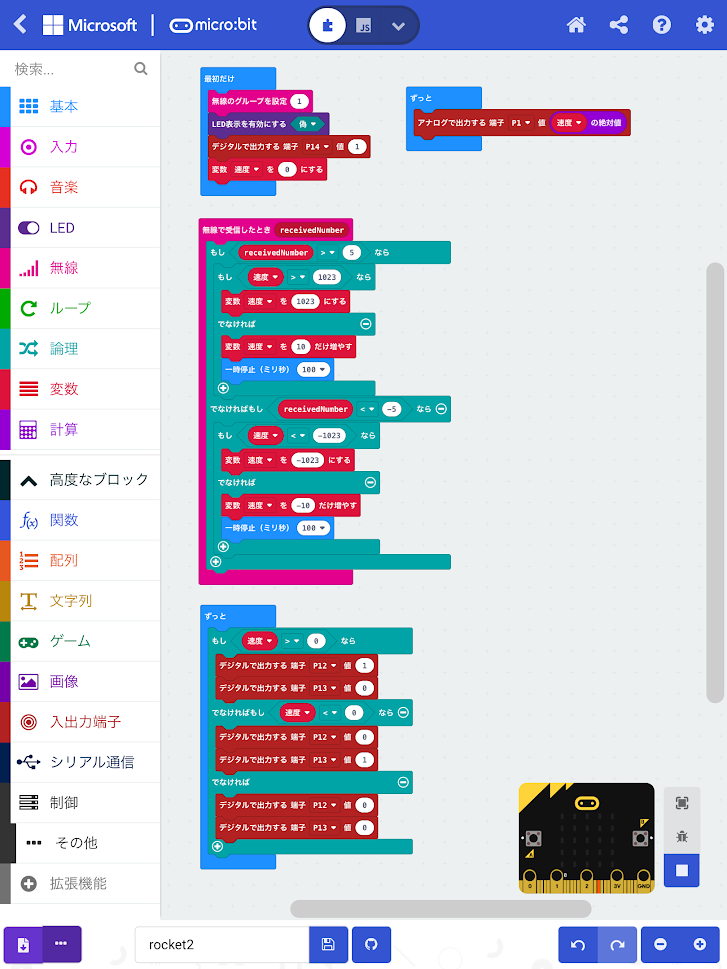 Microsoft | micro:bit JS
検索...
基本
入力
音楽
LED
無線
ループ
論理
変数
計算
高度なブロック
f(x) 関数
配列
文字列
ゲーム
画像
入出力端子
シリアル通信
制御
その他
拡張機能
最初だけ
無線のグループを設定 1
LED表示を有効にする 偽
デジタルで出力する 端子 P14 値 1
変数 速度 を 0 にする
ずっと
アナログで出力する 端子 P1 値 速度 の絶対値
無線で受信したとき receivedNumber
もし receivedNumber > 5 なら
もし 速度 > 1023 なら
変数 速度 を 1023 にする
でなければ
変数 速度 を 10 だけ増やす
一時停止（ミリ秒） 100
でなければもし receivedNumber < -5 なら
もし 速度 < -1023 なら
変数 速度 を -1023 にする
でなければ
変数 速度 を -10 だけ増やす
一時停止（ミリ秒） 100
ずっと
もし 速度 > 0 なら
デジタルで出力する 端子 P12 値 1
デジタルで出力する 端子 P13 値 0
でなければもし 速度 < 0 なら
デジタルで出力する 端子 P12 値 0
デジタルで出力する 端子 P13 値 1
でなければ
デジタルで出力する 端子 P12 値 0
デジタルで出力する 端子 P13 値 0
0 1 2 3V GND
rocket2